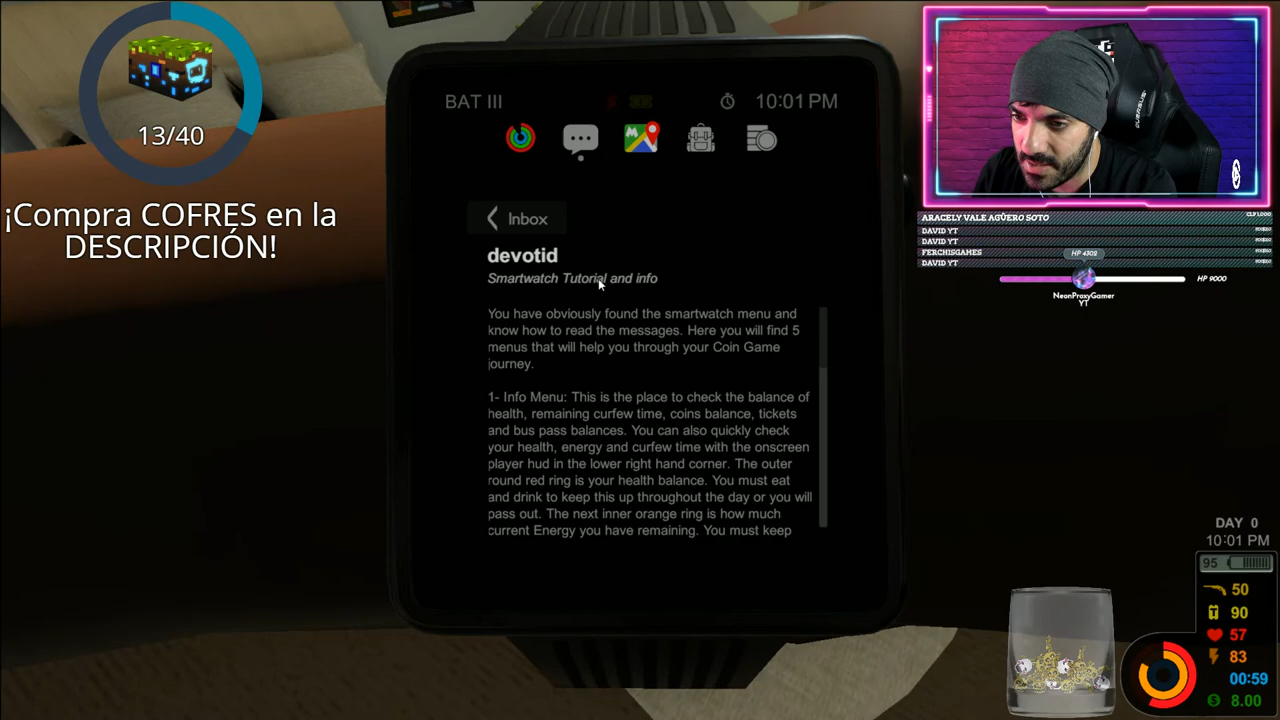 13/40
¡Compra COFRES en la
DESCRIPCIÓN!
BAT III
10:01 PM
Inbox
devotid
Smartwatch Tutorial and info
You have obviously found the smartwatch menu and
know how to read the messages. Here you will find 5
menus that will help you through your Coin Game
journey.
1- Info Menu: This is the place to check the balance of
health, remaining curfew time, coins balance, tickets
and bus pass balances. You can also quickly check
your health, energy and curfew time with the onscreen
player hud in the lower right hand corner. The outer
round red ring is your health balance. You must eat
and drink to keep this up throughout the day or you will
pass out. The next inner orange ring is how much
current Energy you have remaining. You must keep
ARACELY VALE AGÜERO SOTO
DAVID YT
DAVID YT
FERCHISGAMES
DAVID YT
HP 4302
HP 9000
NeonProxyGamer
YT
DAY 0
10:01 PM
95
50
90
57
83
00:59
8.00